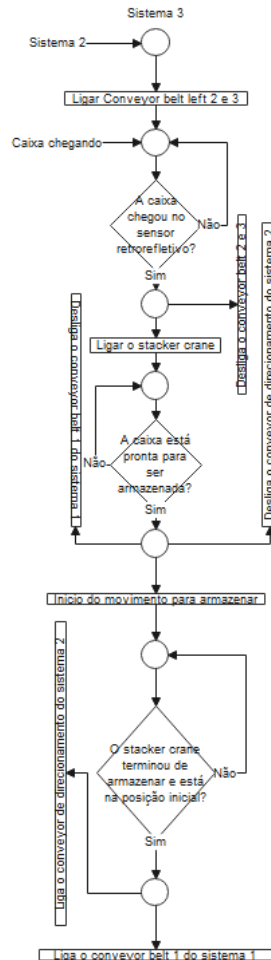 Sistema 3
Sistema 2
Ligar Conveyor belt left 2 e 3
Caixa chegando
A caixa
chegou no
sensor
retrorefletivo?
Não
Sim
Desliga o conveyor belt 2 e 3
Desliga o conveyor de direcionamento do sistema 2
Desliga o conveyor belt 1 do sistema 1
Ligar o stacker crane
A caixa está
pronta para
ser
armazenada?
Não
Sim
Inicio do movimento para armazenar
Liga o conveyor de direcionamento do sistema 2
O stacker crane
terminou de
armazenar e está
na posição inicial?
Não
Sim
Liga o conveyor belt 1 do sistema 1